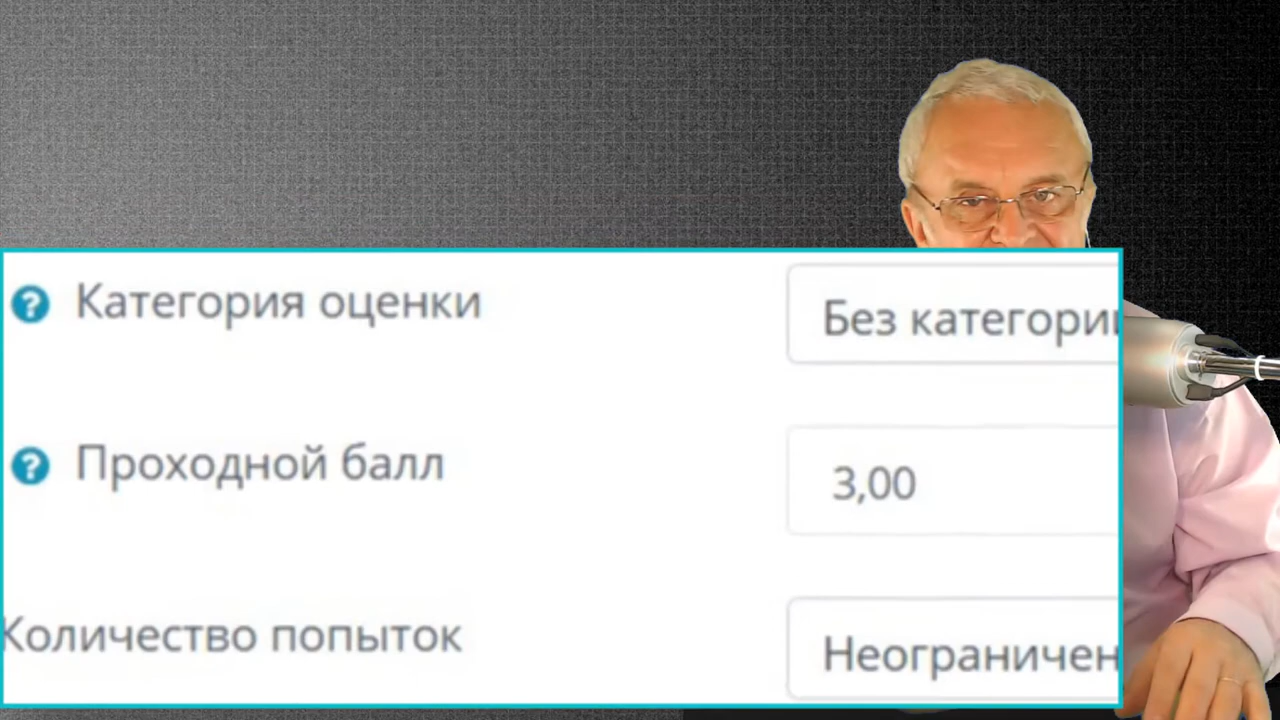 Категория оценки
Без категори
Проходной балл
3,00
Количество попыток
Неограничен